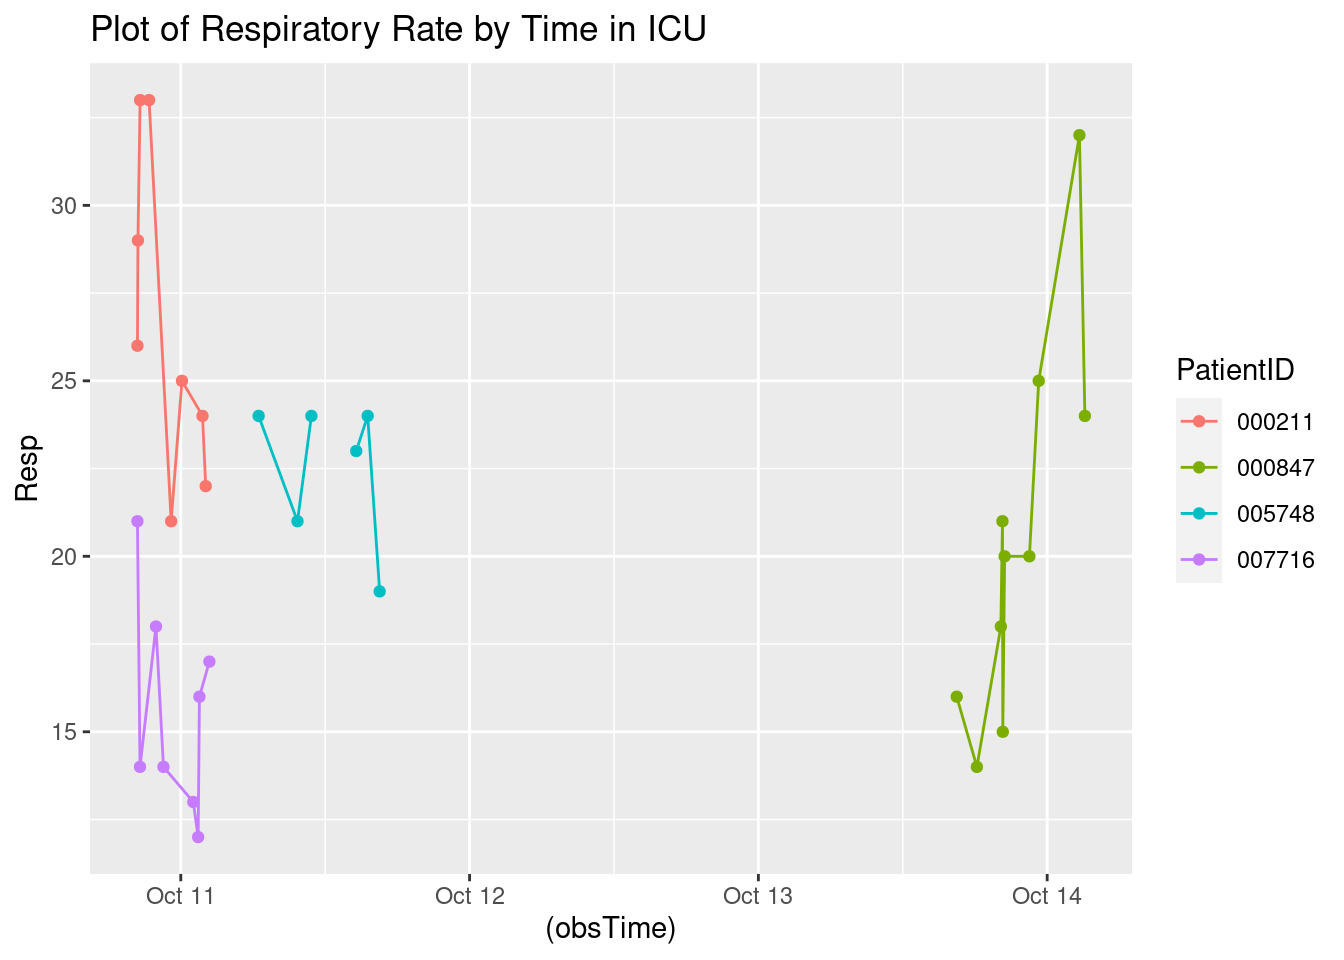 Plot of Respiratory Rate by Time in ICU
Resp
30
25
20
15
Oct 11
Oct 12
Oct 13
Oct 14
(obsTime)
PatientID
000211
000847
005748
007716